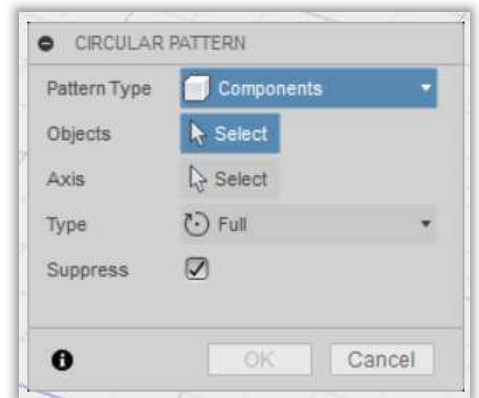 CIRCULAR PATTERN
Pattern Type Components
Objects Select
Axis Select
Type Full
Suppress
OK Cancel